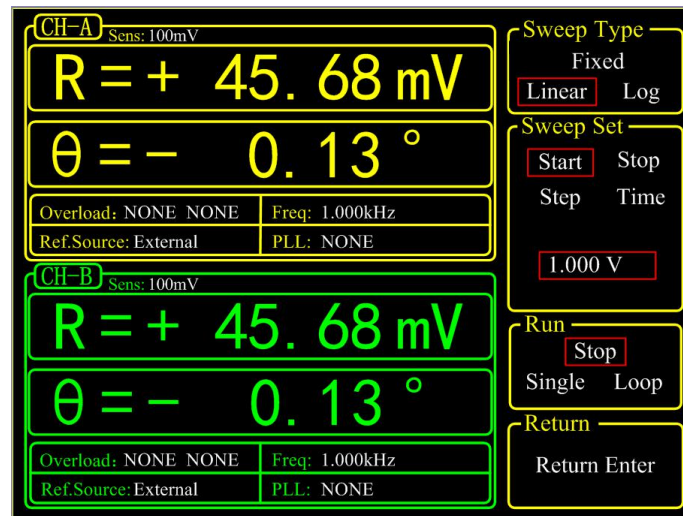 CH-A Sens: 100mV
R = + 45.68 mV
θ = − 0.13 °
Overload: NONE NONE Freq: 1.000kHz
Ref.Source: External PLL: NONE
CH-B Sens: 100mV
R = + 45.68 mV
θ = − 0.13 °
Overload: NONE NONE Freq: 1.000kHz
Ref.Source: External PLL: NONE
Sweep Type
Fixed
Linear Log
Sweep Set
Start Stop
Step Time
1.000 V
Run
Stop
Single Loop
Return
Return Enter